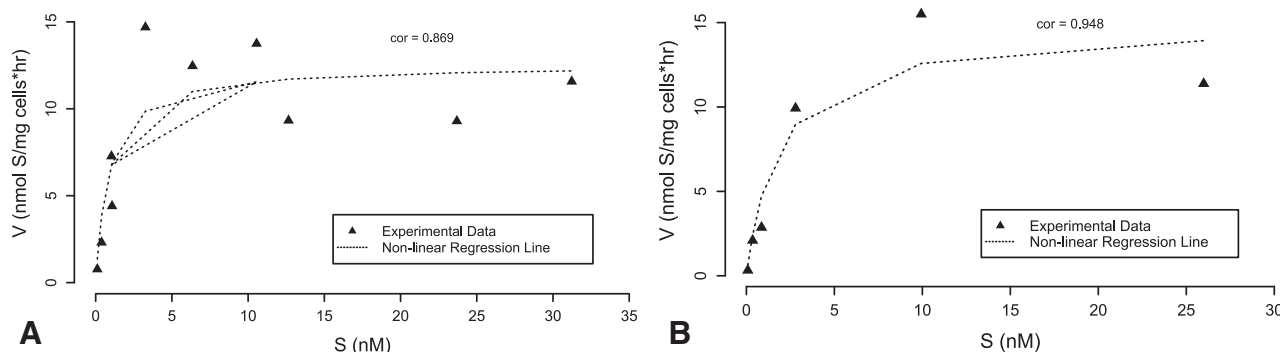 15
10
5
0
V (nmol S/mg cells*hr)
cor = 0.869
Experimental Data
Non-linear Regression Line
0 5 10 15 20 25 30 35
S (nM)
A
15
10
5
0
V (nmol S/mg cells*hr)
cor = 0.948
Experimental Data
Non-linear Regression Line
0 5 10 15 20 25 30
S (nM)
B